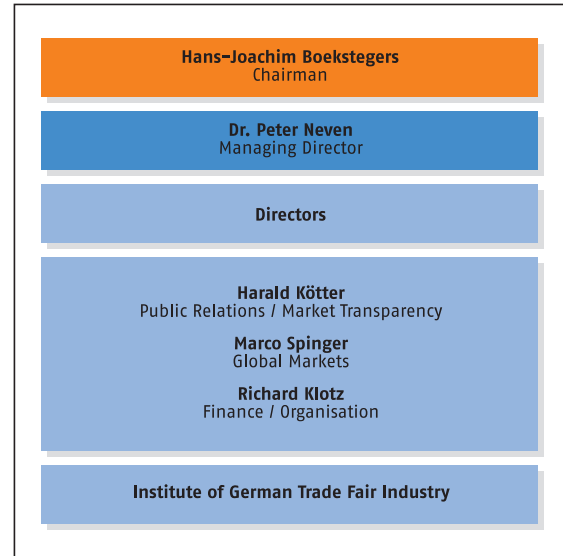 Hans-Joachim Boekstegers
Chairman
Dr. Peter Neven
Managing Director
Directors
Harald Kötter
Public Relations / Market Transparency
Marco Spinger
Global Markets
Richard Klotz
Finance / Organisation
Institute of German Trade Fair Industry